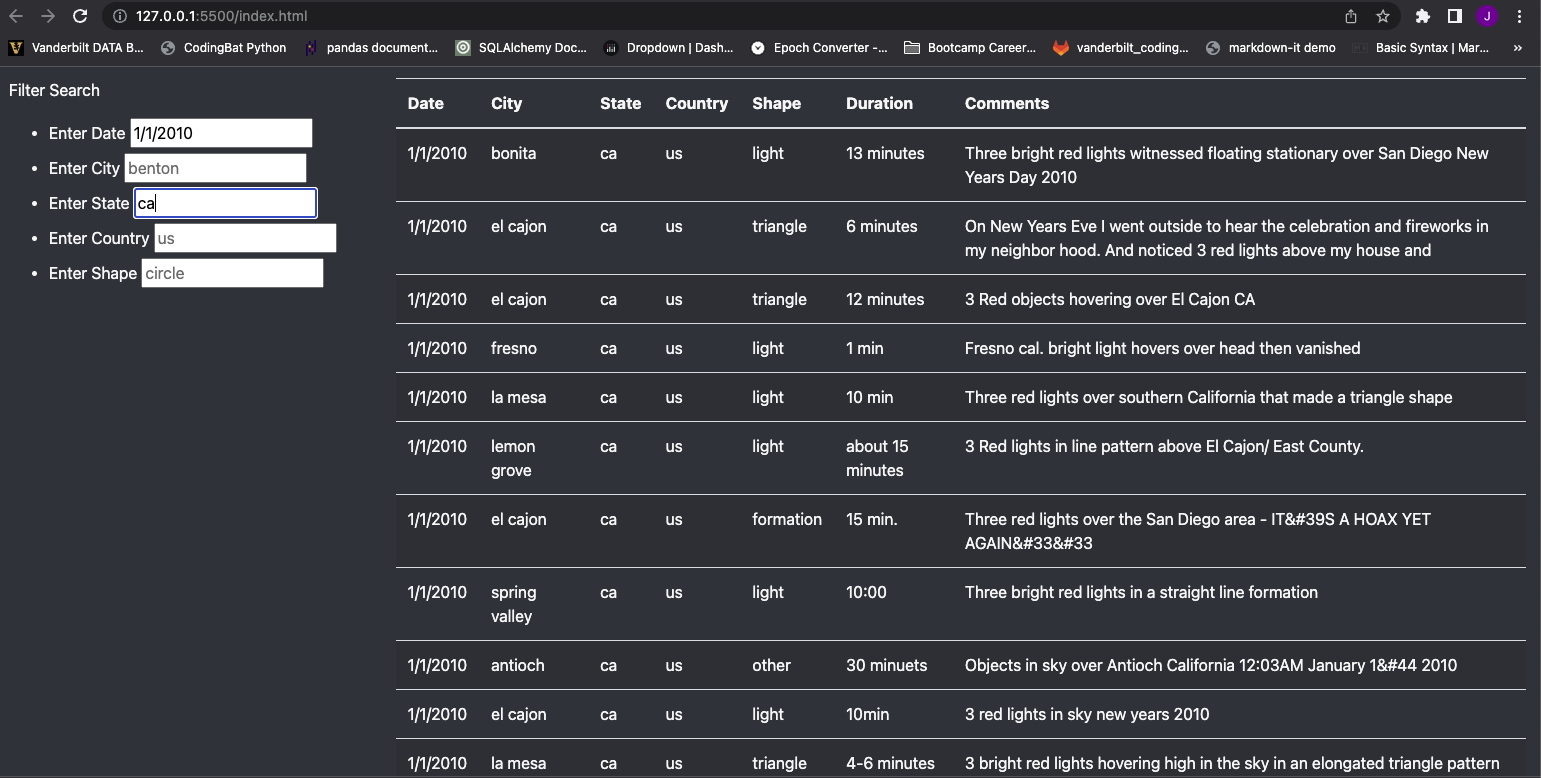 127.0.0.1:5500/index.html
J
Vanderbilt DATA B... CodingBat Python pandas document... SQLAlchemy Doc... Dropdown | Dash... Epoch Converter -... Bootcamp Career... vanderbilt_coding... markdown-it demo Basic Syntax | Mar... »
Filter Search
• Enter Date 1/1/2010
• Enter City benton
• Enter State ca
• Enter Country us
• Enter Shape circle
Date City State Country Shape Duration Comments
1/1/2010 bonita ca us light 13 minutes Three bright red lights witnessed floating stationary over San Diego New
Years Day 2010
1/1/2010 el cajon ca us triangle 6 minutes On New Years Eve I went outside to hear the celebration and fireworks in
my neighbor hood. And noticed 3 red lights above my house and
1/1/2010 el cajon ca us triangle 12 minutes 3 Red objects hovering over El Cajon CA
1/1/2010 fresno ca us light 1 min Fresno cal. bright light hovers over head then vanished
1/1/2010 la mesa ca us light 10 min Three red lights over southern California that made a triangle shape
1/1/2010 lemon ca us light about 15 3 Red lights in line pattern above El Cajon/ East County.
grove minutes
1/1/2010 el cajon ca us formation 15 min. Three red lights over the San Diego area - IT&#39S A HOAX YET
AGAIN&#33&#33
1/1/2010 spring ca us light 10:00 Three bright red lights in a straight line formation
valley
1/1/2010 antioch ca us other 30 minuets Objects in sky over Antioch California 12:03AM January 1&#44 2010
1/1/2010 el cajon ca us light 10min 3 red lights in sky new years 2010
1/1/2010 la mesa ca us triangle 4-6 minutes 3 bright red lights hovering high in the sky in an elongated triangle pattern